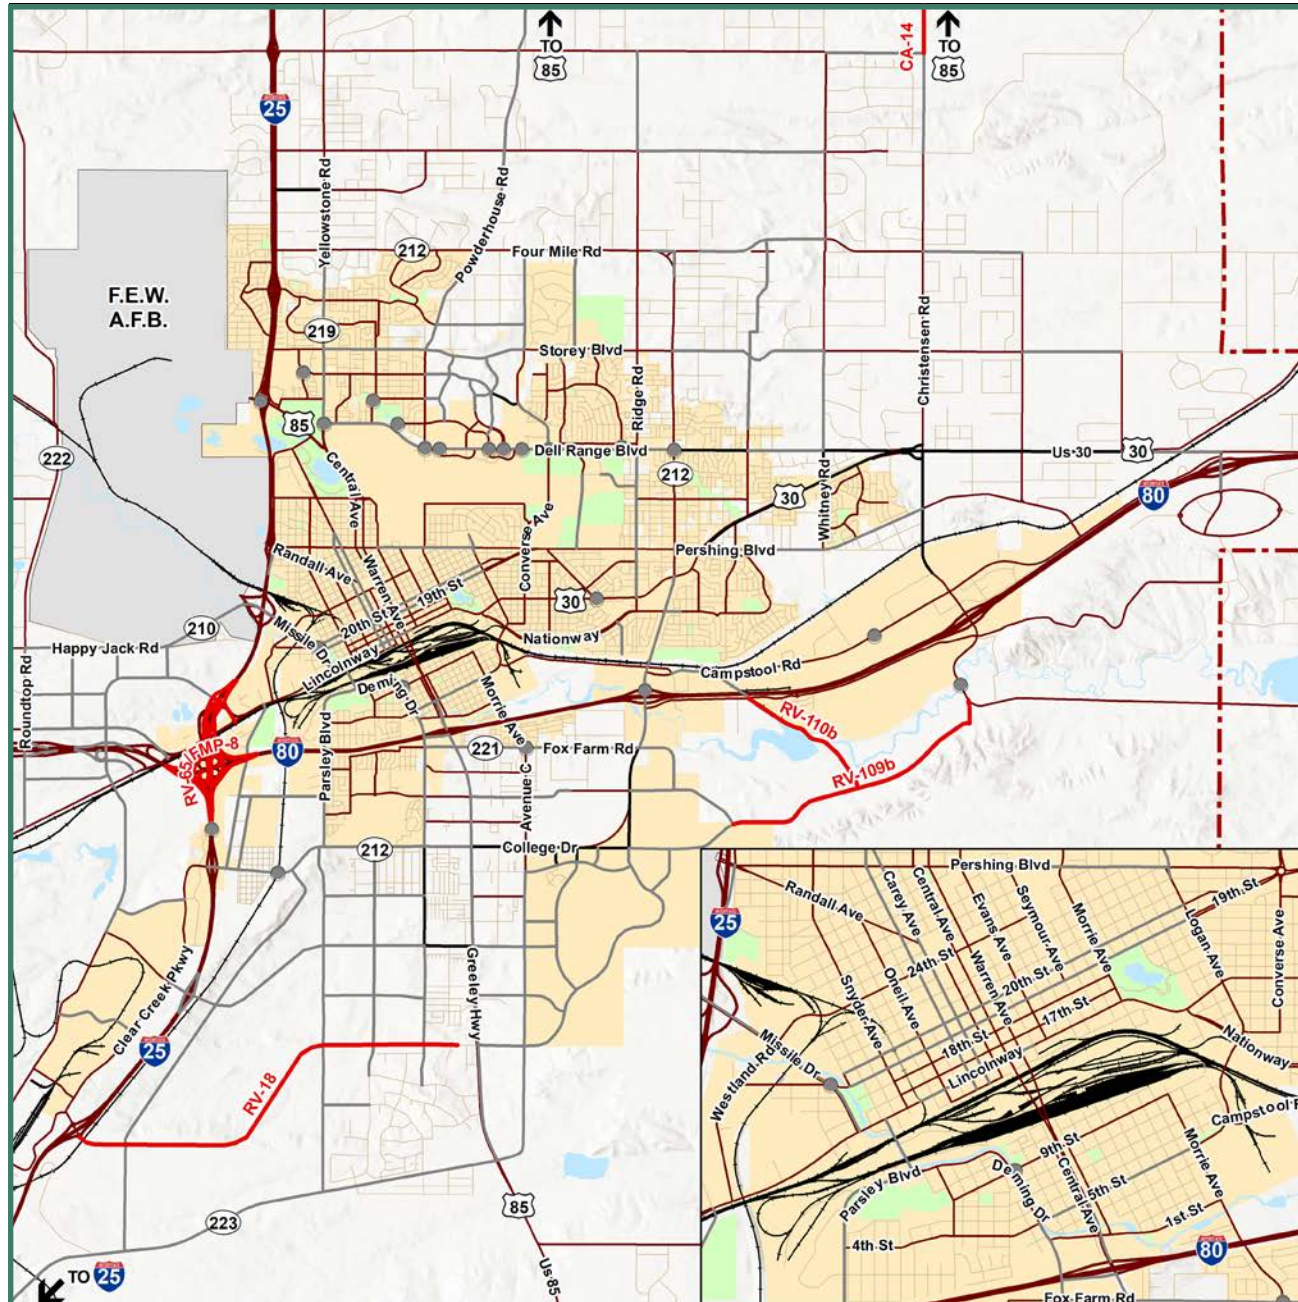 TO
85
CA-14
TO
85
25
Yellowstone Rd
Powderhouse Rd
212
Four Mile Rd
F.E.W.
A.F.B.
219
Christensen Rd
Storey Blvd
Ridge Rd
85
222
Central Ave
Dell Range Blvd
212
Us 30
30
30
80
Whitney Rd
Converse Ave
Pershing Blvd
Randall Ave
Warren Ave
19th St
20th St
30
210
Missile Dr
Nationway
Happy Jack Rd
Lincolnway
Campstool Rd
Deming Dr
Morrie Ave
Roundtop Rd
Parsley Blvd
RV-110b
RV-65
FMP-8
80
221
Fox Farm Rd
RV-109b
Avenue C
212
College Dr
Clear Creek Pkwy
Greeley Hwy
25
RV-18
223
85
Us 85
TO
25
Pershing Blvd
Randall Ave
Carey Ave
Central Ave
Evans Ave
Seymour Ave
Morrie Ave
Logan Ave
19th St
Converse Ave
25
24th St
20th St
Snyder Ave
Oneil Ave
Warren Ave
17th St
18th St
Lincolnway
Missile Dr
Westland Rd
Nationway
Campstool R
9th St
Parsley Blvd
Deming Dr
5th St
Central Ave
Morrie Ave
1st St
4th St
80
Fox Farm Rd